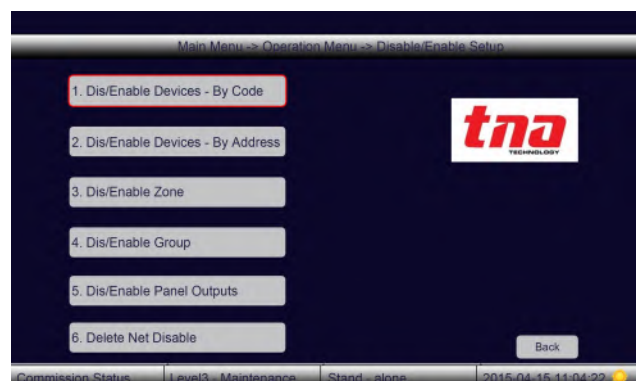 Main Menu -> Operation Menu -> Disable/Enable Setup
1. Dis/Enable Devices - By Code
tna
TECHNOLOGY
2. Dis/Enable Devices - By Address
3. Dis/Enable Zone
4. Dis/Enable Group
5. Dis/Enable Panel Outputs
6. Delete Net Disable
Back
Commission Status Level3 - Maintenance Stand - alone 2015-04-15 11:04:22